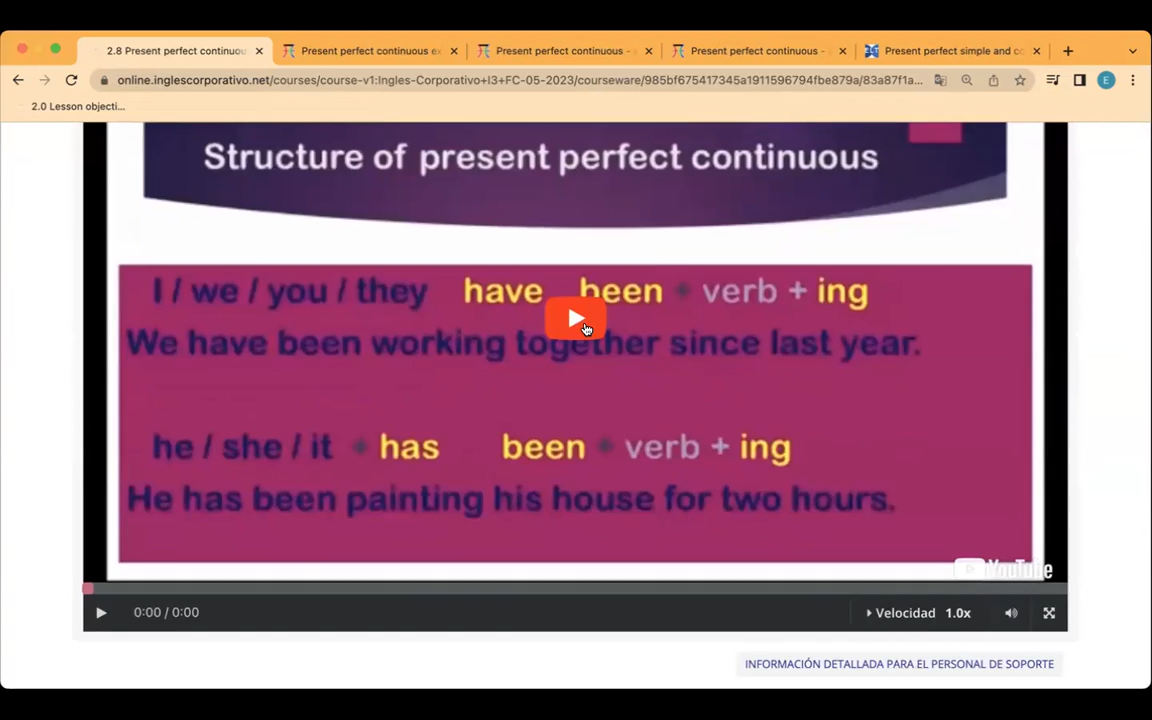 2.8 Present perfect continuou
Present perfect continuous ex
Present perfect continuous -
Present perfect continuous -
Present perfect simple and co
online.inglescorporativo.net/courses/course-v1:Ingles-Corporativo+I3+FC-05-2023/courseware/985bf675417345a1911596794fbe879a/83a87f1a...
E
2.0 Lesson objecti...
Structure of present perfect continuous
I / we / you / they have been + verb + ing
We have been working together since last year.
he / she / it + has been + verb + ing
He has been painting his house for two hours.
YouTube
0:00 / 0:00
Velocidad 1.0x
INFORMACIÓN DETALLADA PARA EL PERSONAL DE SOPORTE